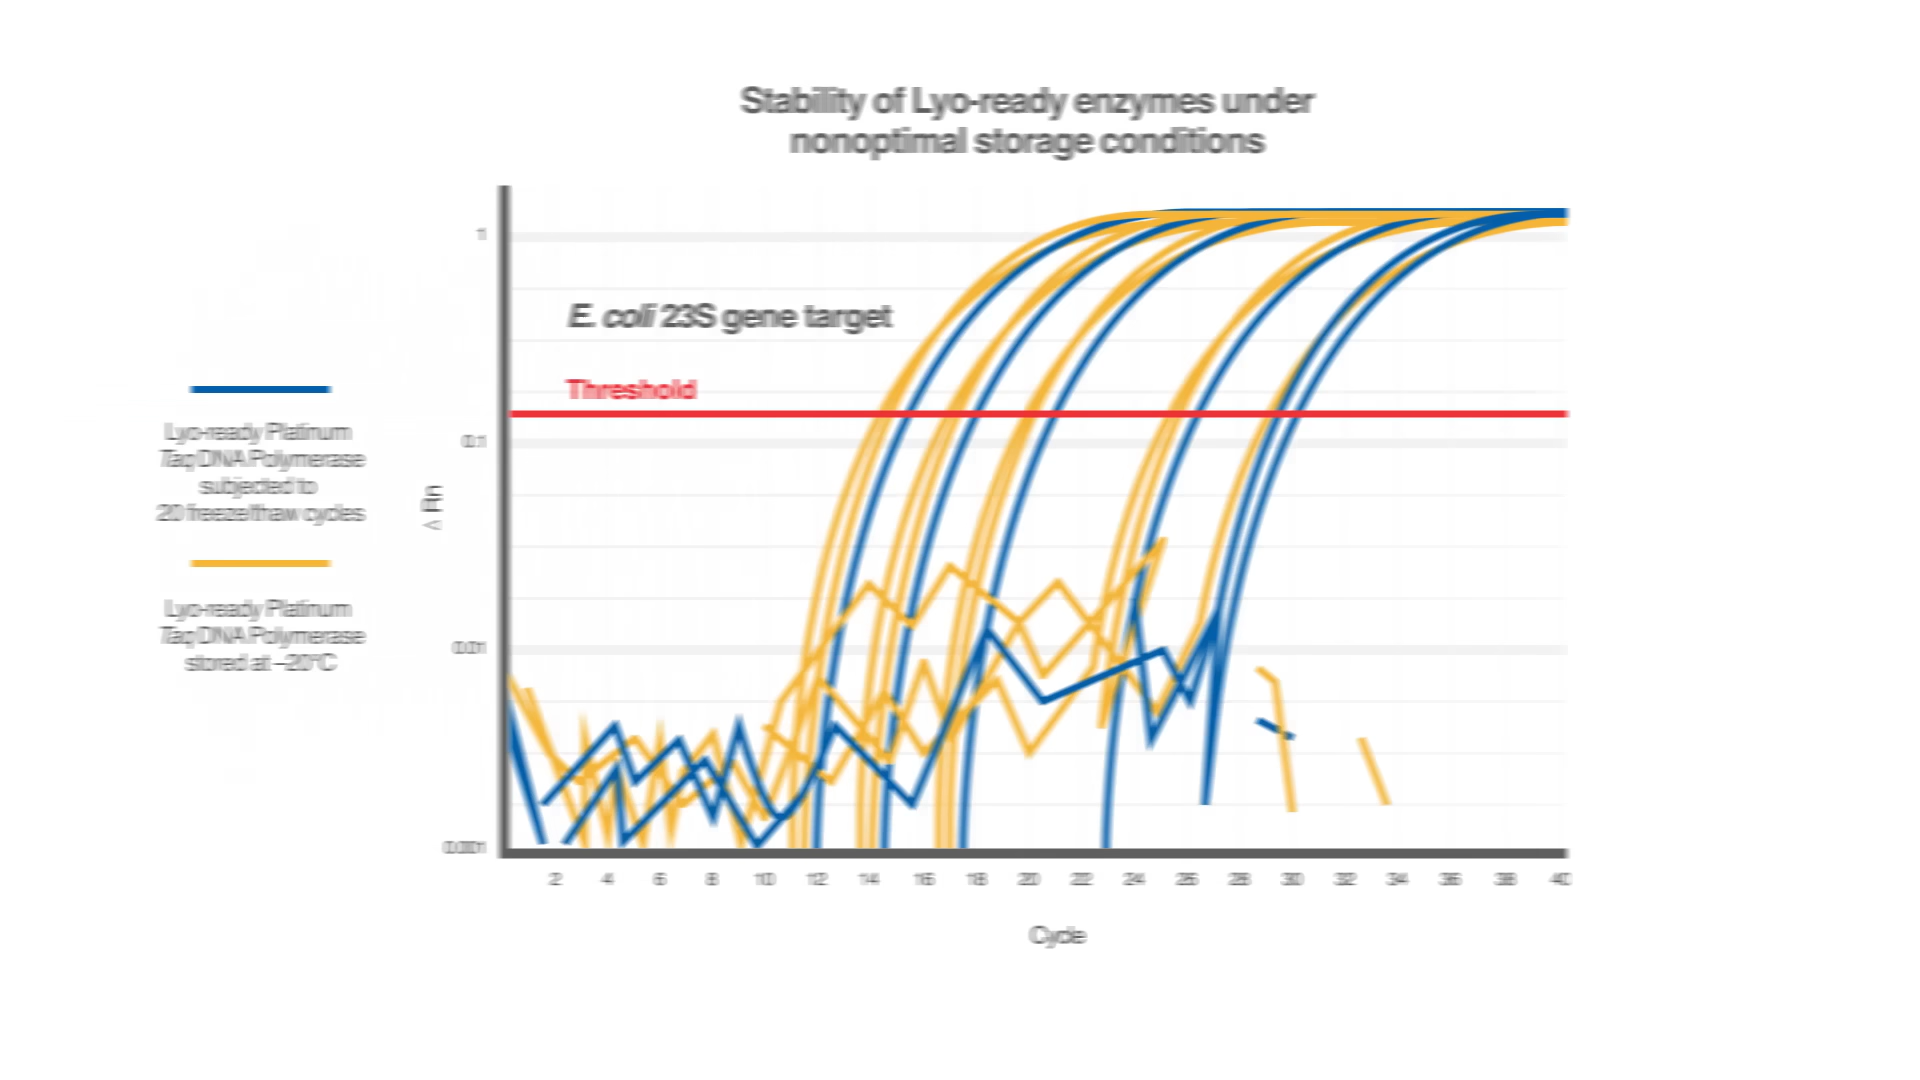 Stability of Lyo-ready enzymes under
nonoptimal storage conditions
E. coli 23S gene target
Threshold
Lyo-ready Platinum
Taq DNA Polymerase
subjected to
20 freeze/thaw cycles
Lyo-ready Platinum
Taq DNA Polymerase
stored at –20°C
Δ Rn
1
0.1
0.01
0.001
2 4 6 8 10 12 14 16 18 20 22 24 26 28 30 32 34 36 38 40
Cycle